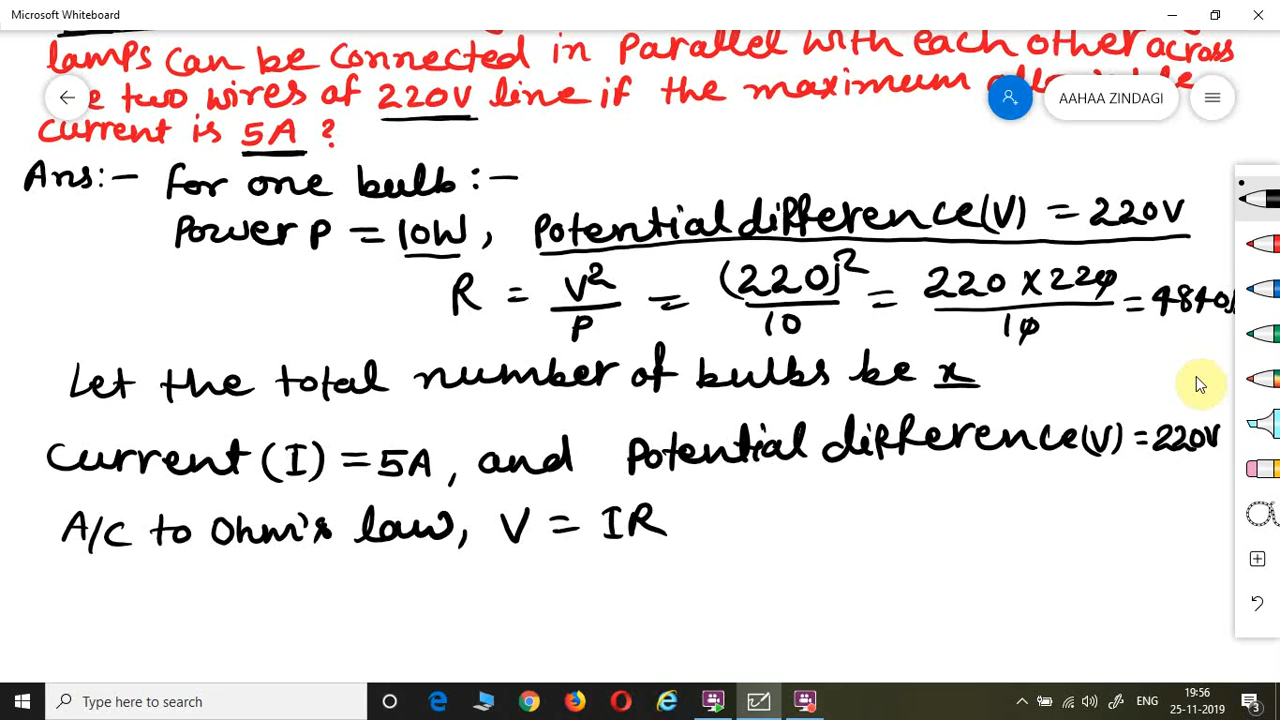 Microsoft Whiteboard
lamps can be connected in parallel with each other across
two wires of 220V line if the maximum
current is 5A ?
AAHAA ZINDAGI
Ans:- for one bulb:-
Power P = 10W, Potential difference(V) = 220V
R = V²/P = (220)²/10 = 220 x 220/10 = 4840
Let the total number of bulbs be x
Current (I) = 5A, and Potential difference(V) = 220V
A/C to Ohm's law, V = IR
Type here to search
ENG
19:56
25-11-2019
3